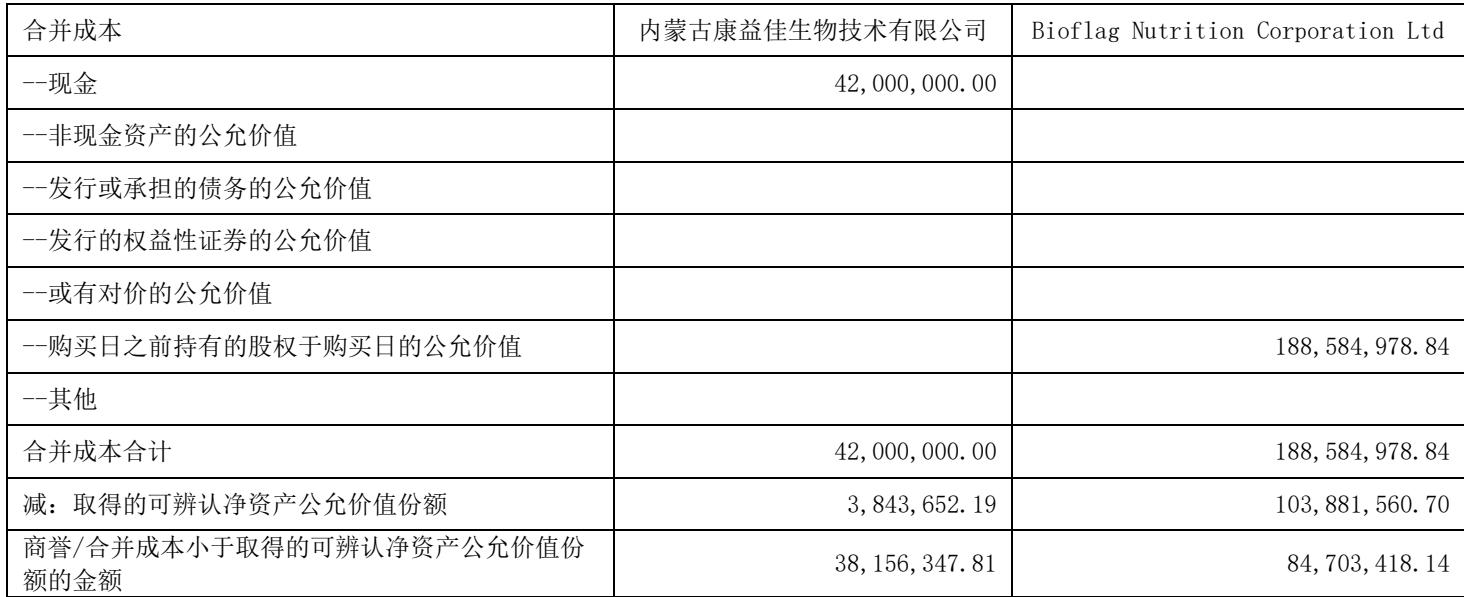 合并成本 内蒙古康益佳生物技术有限公司 Bioflag Nutrition Corporation Ltd
--现金 42,000,000.00
--非现金资产的公允价值
--发行或承担的债务的公允价值
--发行的权益性证券的公允价值
--或有对价的公允价值
--购买日之前持有的股权于购买日的公允价值 188,584,978.84
--其他
合并成本合计 42,000,000.00 188,584,978.84
减：取得的可辨认净资产公允价值份额 3,843,652.19 103,881,560.70
商誉/合并成本小于取得的可辨认净资产公允价值份
额的金额 38,156,347.81 84,703,418.14